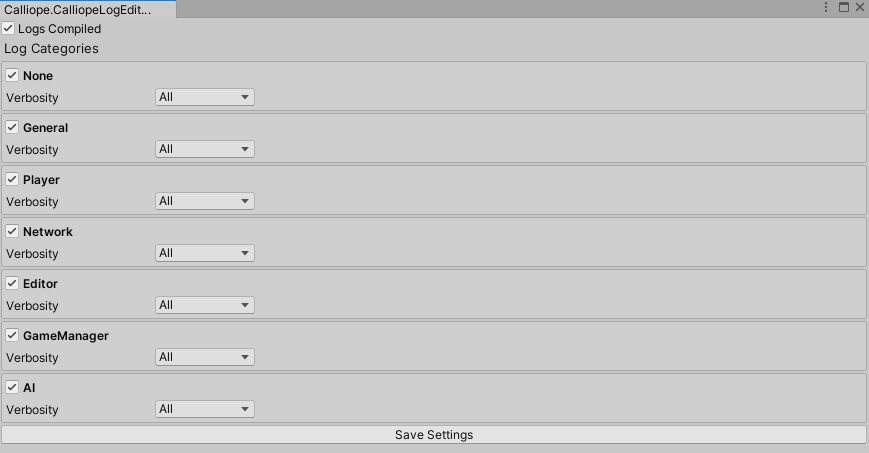 Calliope.CalliopeLogEdit...
Logs Compiled
Log Categories
None
Verbosity All
General
Verbosity All
Player
Verbosity All
Network
Verbosity All
Editor
Verbosity All
GameManager
Verbosity All
AI
Verbosity All
Save Settings